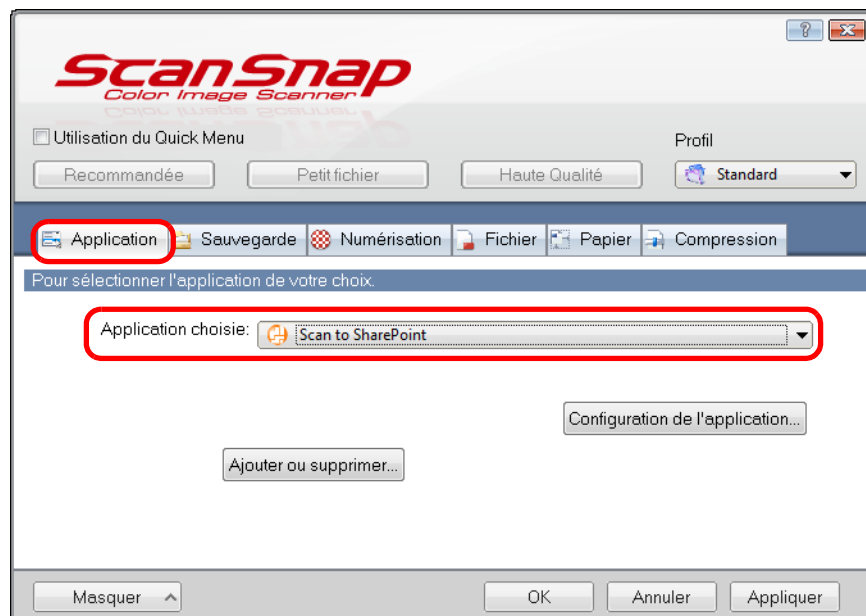 ScanSnap
Color Image Scanner
Utilisation du Quick Menu
Profil
Recommandée
Petit fichier
Haute Qualité
Standard
Application
Sauvegarde
Numérisation
Fichier
Papier
Compression
Pour sélectionner l'application de votre choix.
Application choisie:
Scan to SharePoint
Configuration de l'application...
Ajouter ou supprimer...
Masquer
OK
Annuler
Appliquer